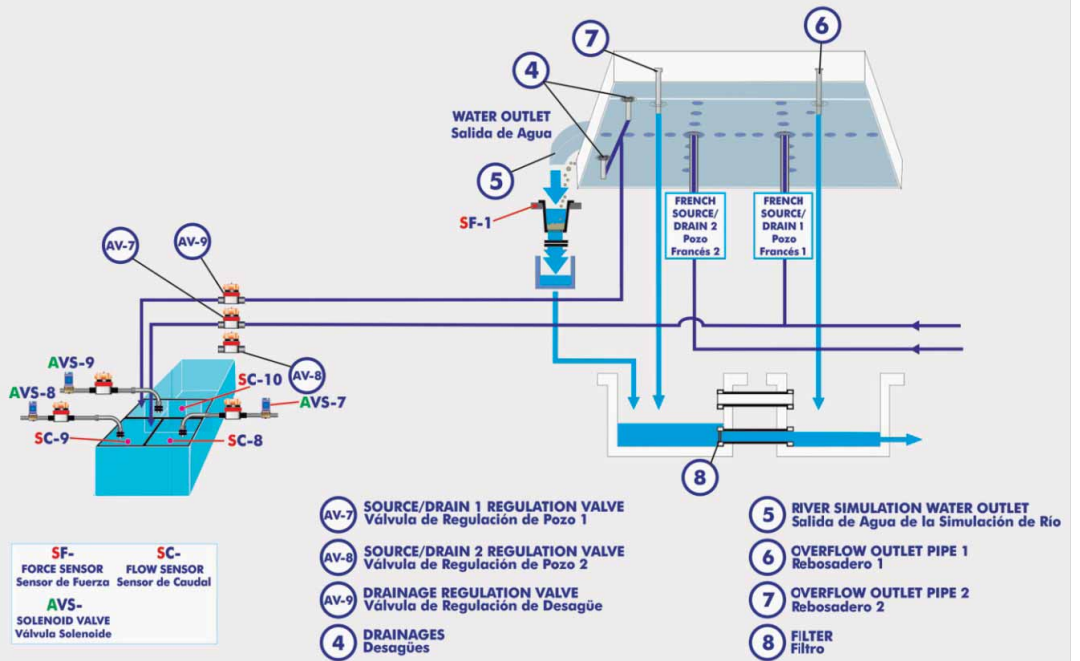 7
6
4
WATER OUTLET
Salida de Agua
5
SF-1
FRENCH
SOURCE/
DRAIN 2
Pozo
Francés 2
FRENCH
SOURCE/
DRAIN 1
Pozo
Francés 1
AV-7
AV-9
AV-8
AVS-9
AVS-8
SC-10
AVS-7
SC-9
SC-8
8
AV-7 SOURCE/DRAIN 1 REGULATION VALVE
Válvula de Regulación de Pozo 1
AV-8 SOURCE/DRAIN 2 REGULATION VALVE
Válvula de Regulación de Pozo 2
AV-9 DRAINAGE REGULATION VALVE
Válvula de Regulación de Desagüe
4 DRAINAGES
Desagües
5 RIVER SIMULATION WATER OUTLET
Salida de Agua de la Simulación de Río
6 OVERFLOW OUTLET PIPE 1
Rebosadero 1
7 OVERFLOW OUTLET PIPE 2
Rebosadero 2
8 FILTER
Filtro
SF-
FORCE SENSOR
Sensor de Fuerza
SC-
FLOW SENSOR
Sensor de Caudal
AVS-
SOLENOID VALVE
Válvula Solenoide